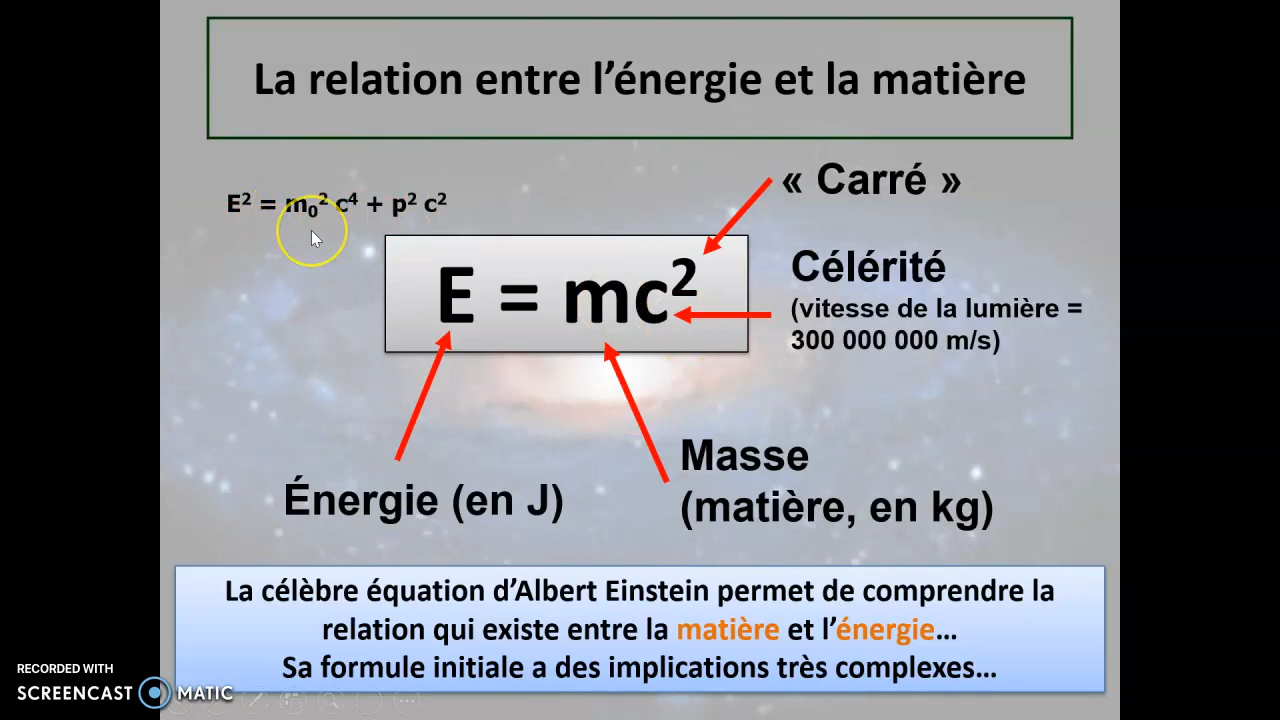 La relation entre l’énergie et la matière
« Carré »
E² = m₀² c⁴ + p² c²
E = mc²
Célérité
(vitesse de la lumière =
300 000 000 m/s)
Masse
(matière, en kg)
Énergie (en J)
La célèbre équation d’Albert Einstein permet de comprendre la
relation qui existe entre la matière et l’énergie…
Sa formule initiale a des implications très complexes…
RECORDED WITH
SCREENCAST MATIC